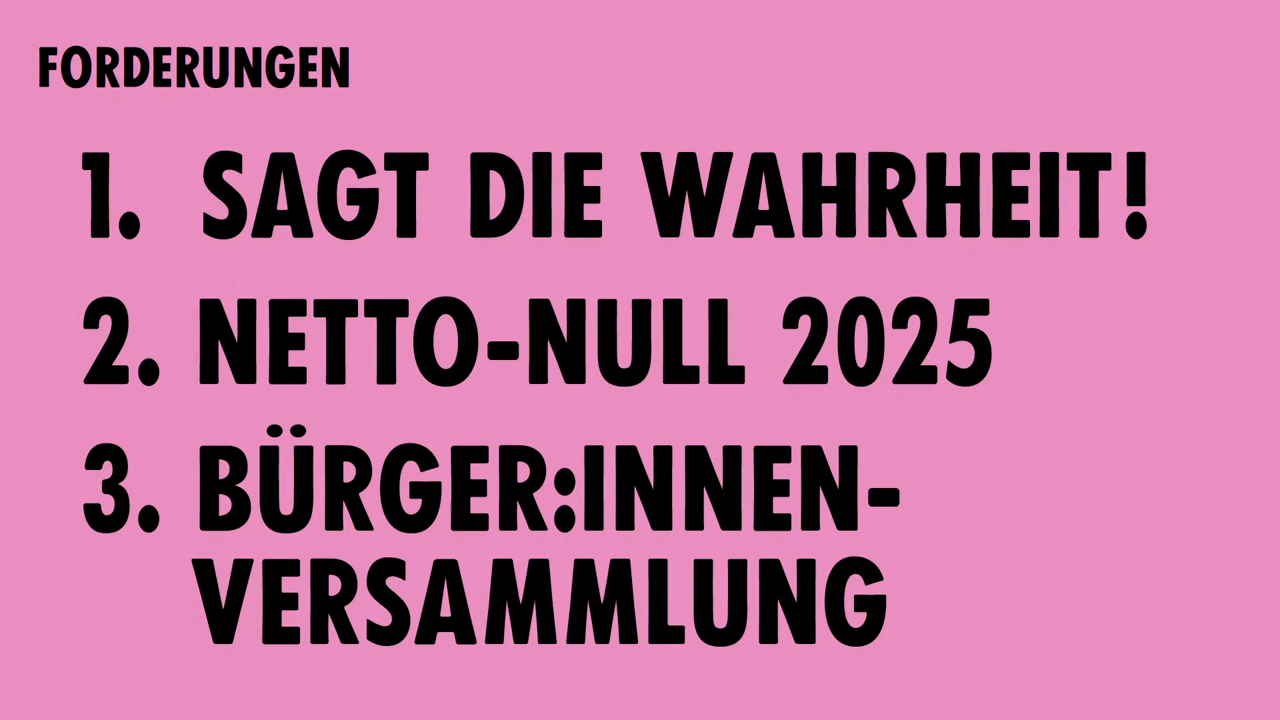 FORDERUNGEN
1. SAGT DIE WAHRHEIT!
2. NETTO-NULL 2025
3. BÜRGER:INNEN-
VERSAMMLUNG